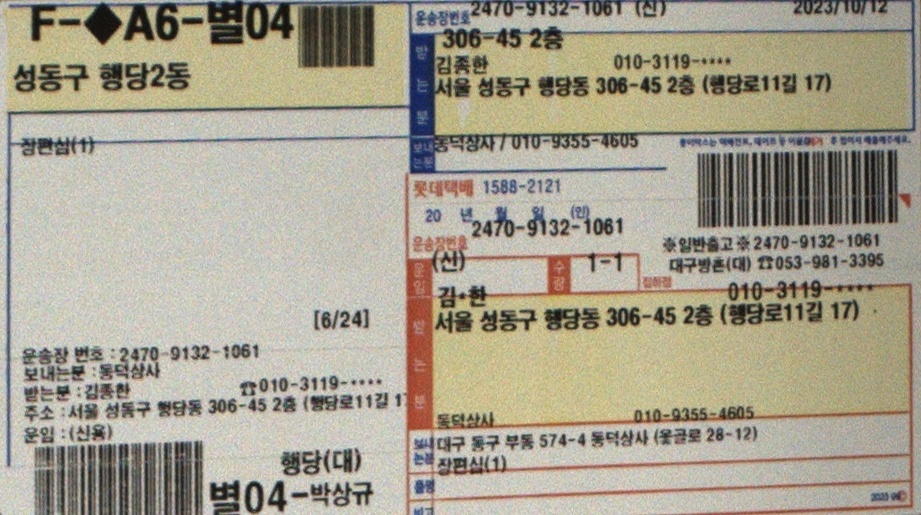 F-◆A6-별04
성동구 행당2동
장편심(1)
[6/24]
운송장 번호 : 2470-9132-1061
보내는분 : 동덕상사
받는분 : 김종한 ☎010-3119-****
주소 : 서울 성동구 행당동 306-45 2층 (행당로11길 17
운임 : (신용)
행당(대)
별04-박상규
운송장번호 2470-9132-1061 (신) 2023/10/12
받는분
306-45 2층
김종한 010-3119-****
서울 성동구 행당동 306-45 2층 (행당로11길 17)
보내는분
동덕상사 / 010-9355-4605
롯데택배 1588-2121
20 년 월 일 (인)
운송장번호 2470-9132-1061
※일반출고※ 2470-9132-1061
대구방촌(대) ☎053-981-3395
운임 (신) 수량 1-1 집하점
받는분
김*현 010-3119-****
서울 성동구 행당동 306-45 2층 (행당로11길 17)
동덕상사 010-9355-4605
보내는분
대구 동구 부동 574-4 동덕상사 (옻골로 28-12)
장편심(1)
품명
비고